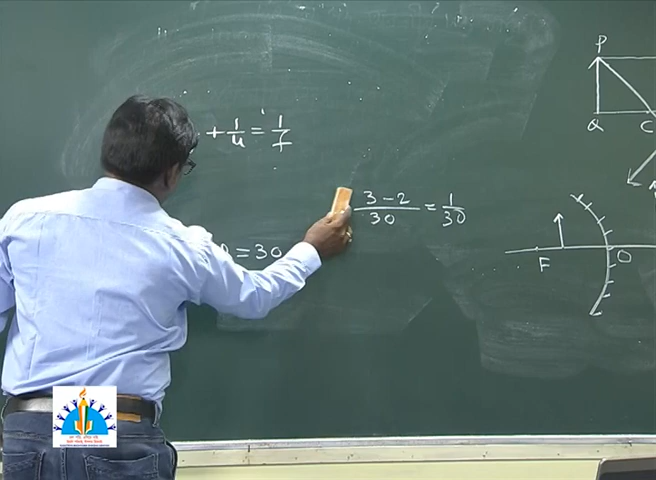 + 1/u = 1/f
3 - 2 / 30 = 1/30
= 30
P
Q
C
F
O